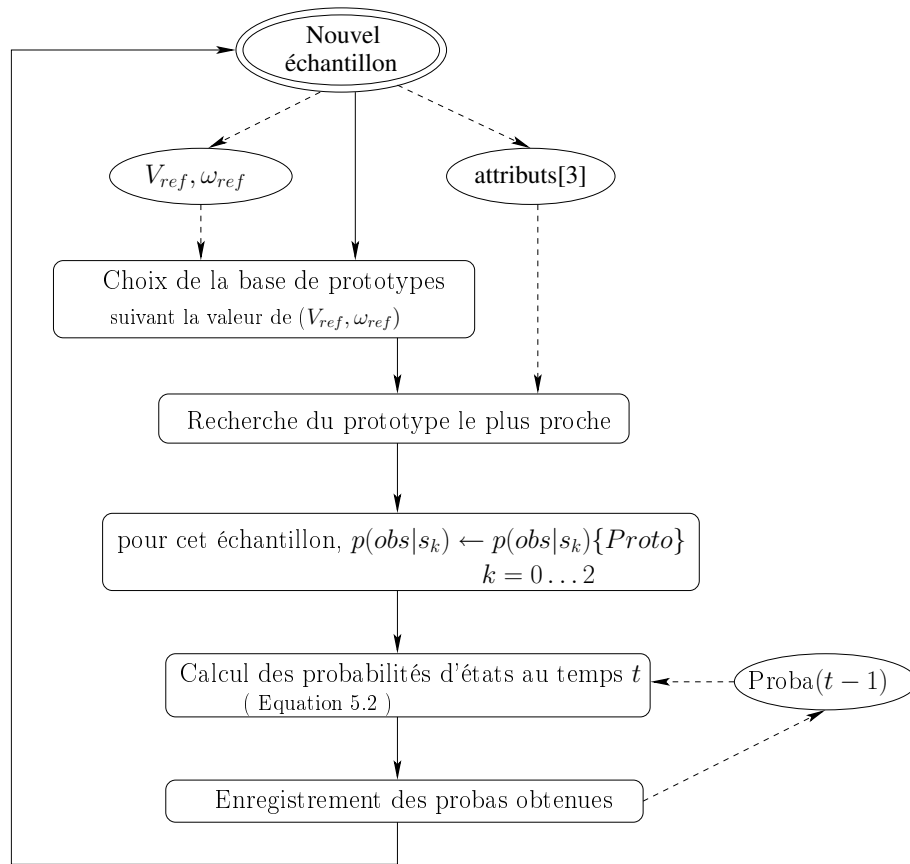 Nouvel
échantillon
V_{ref}, ω_{ref}
attributs[3]
Choix de la base de prototypes
suivant la valeur de (V_{ref}, ω_{ref})
Recherche du prototype le plus proche
pour cet échantillon, p(obs|s_k) ← p(obs|s_k){Proto}
k = 0 … 2
Calcul des probabilités d'états au temps t
( Equation 5.2 )
Proba(t − 1)
Enregistrement des probas obtenues